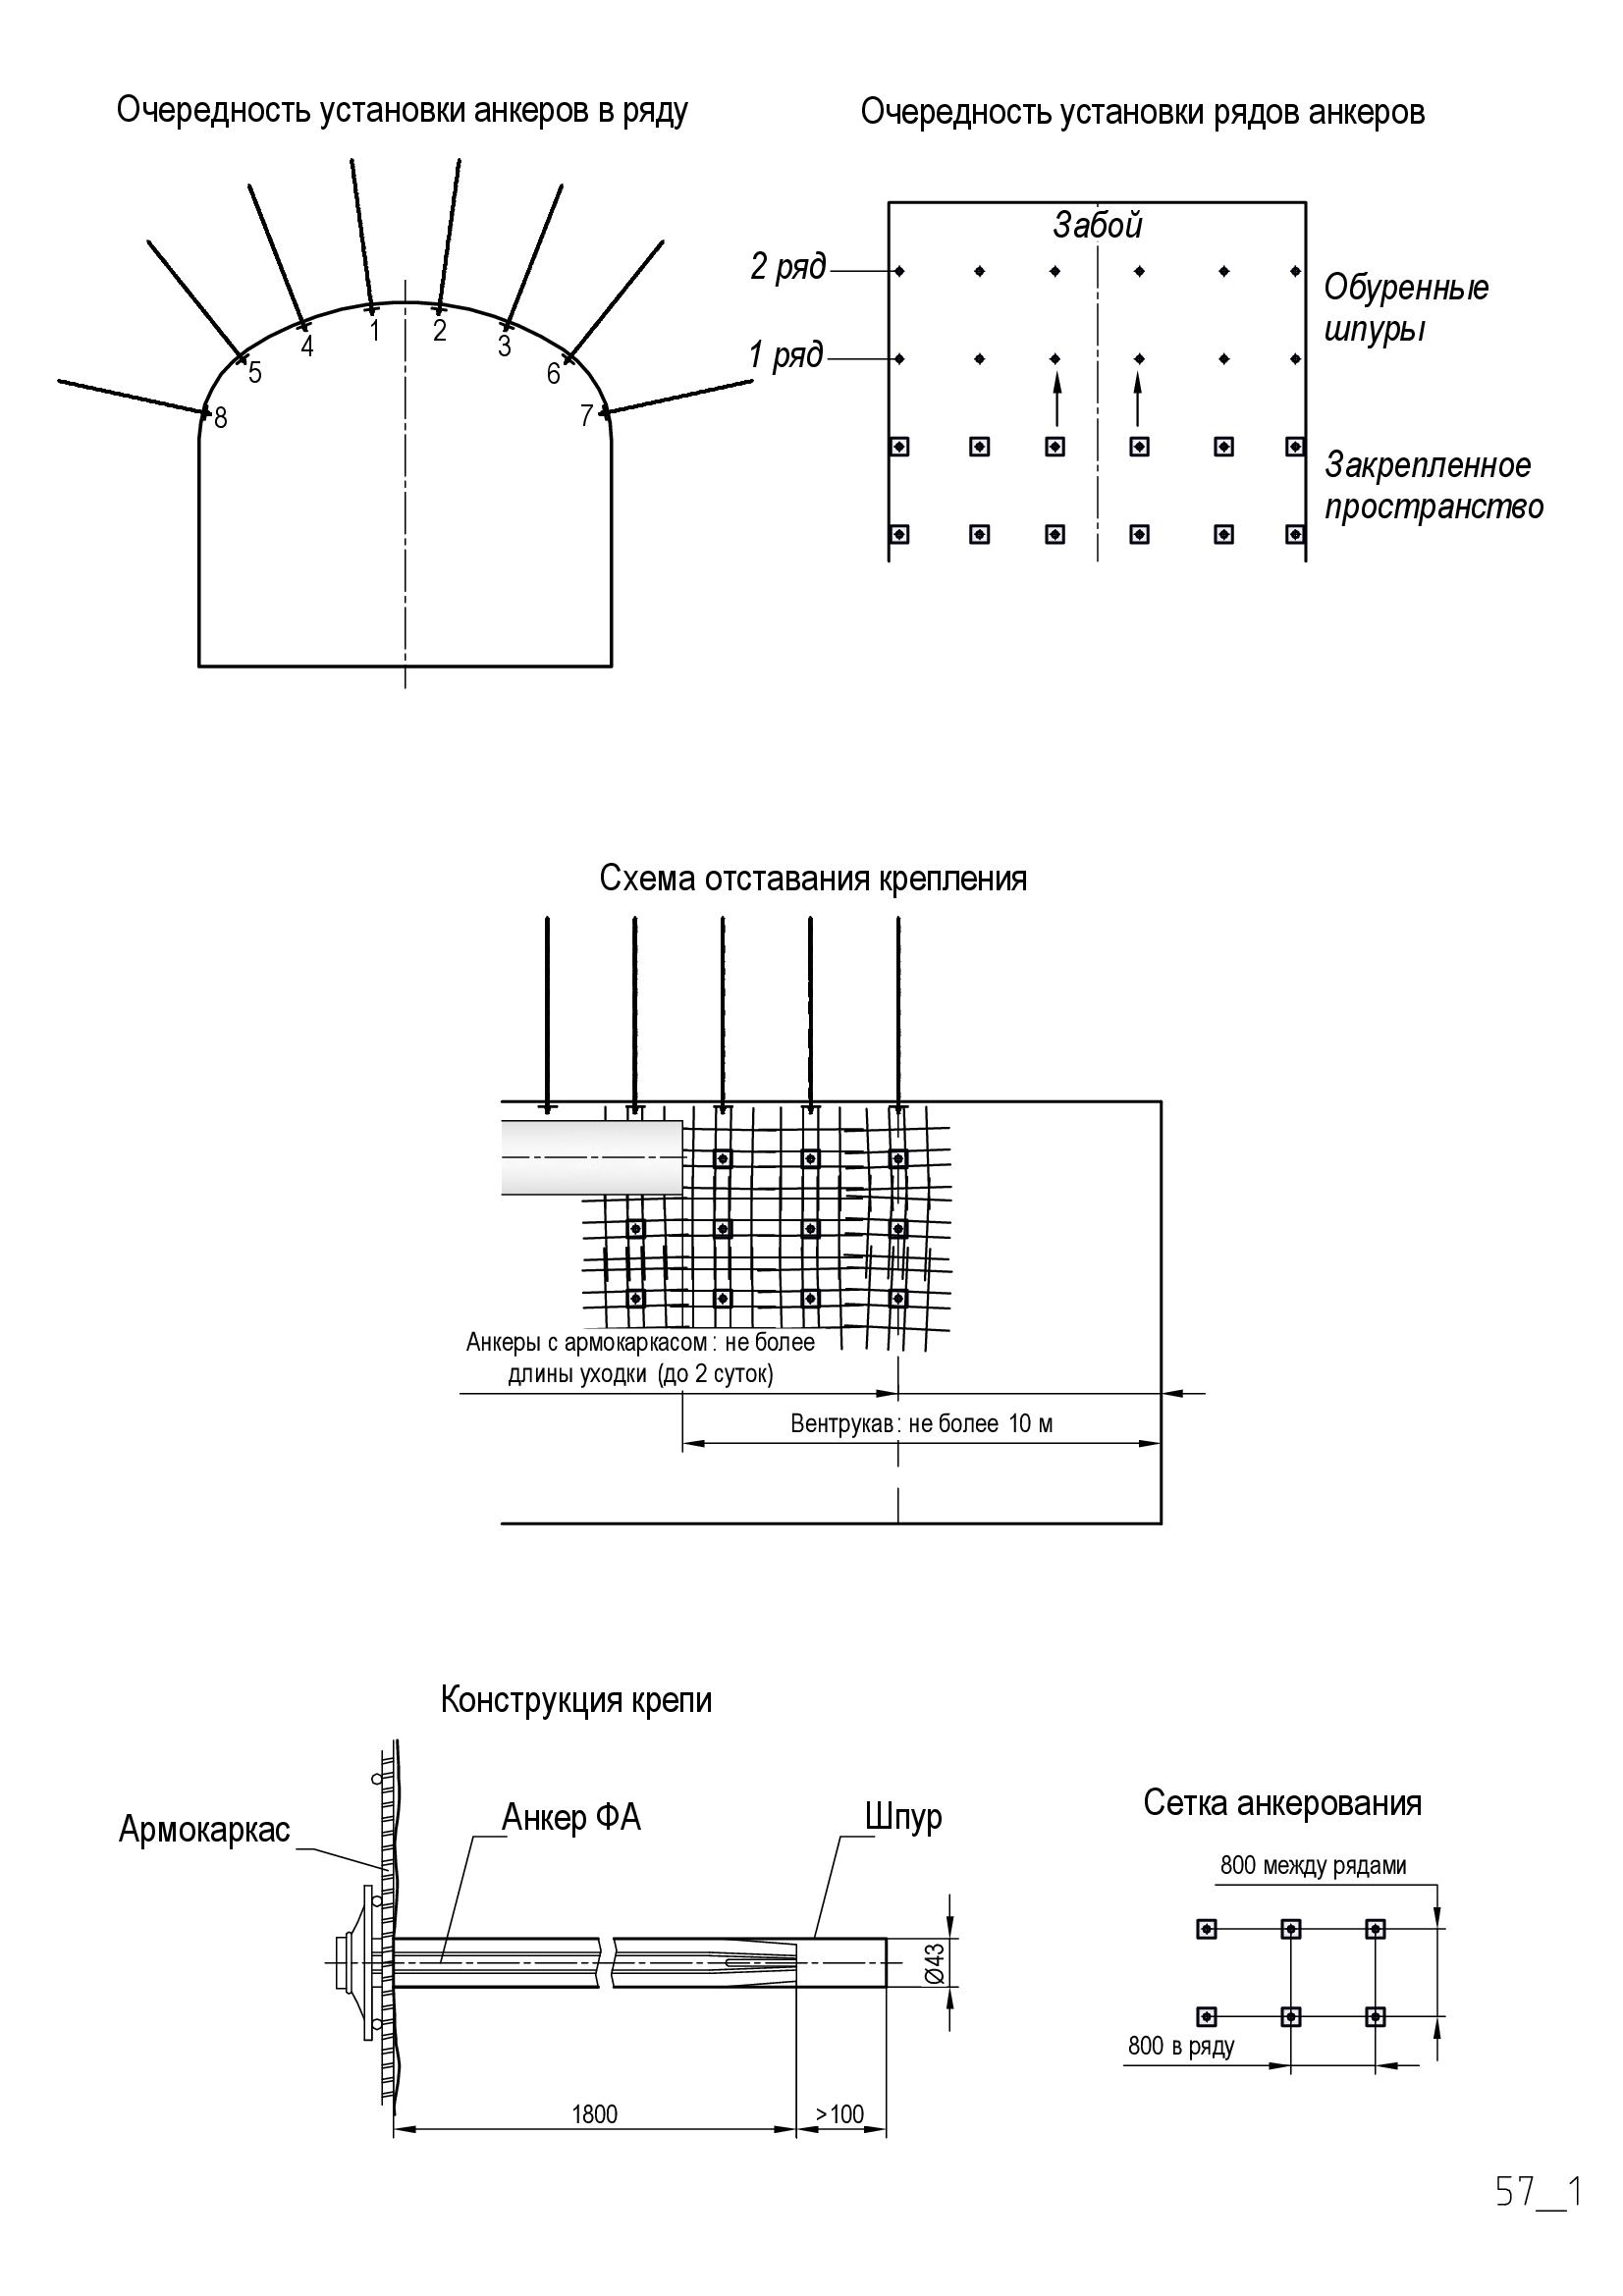 Очередность установки анкеров в ряду
Очередность установки рядов анкеров
1
2
3
4
5
6
7
8
Забой
2 ряд
1 ряд
Обуренные
шпуры
Закрепленное
пространство
Схема отставания крепления
Анкеры с армокаркасом: не более
длины уходки (до 2 суток)
Вентрукав: не более 10 м
Конструкция крепи
Армокаркас
Анкер ФА
Шпур
Ø43
1800
>100
Сетка анкерования
800 между рядами
800 в ряду
57_1